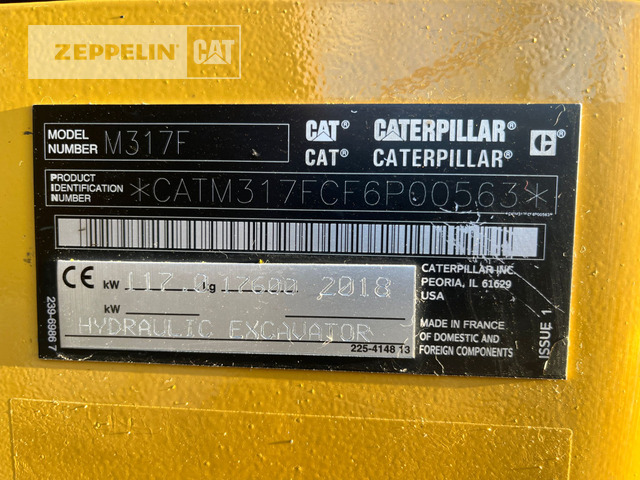 ZEPPELIN CAT
MODEL NUMBER M317F
CAT® CATERPILLAR®
CAT® CATERPILLAR®
PRODUCT IDENTIFICATION NUMBER *CATM317FCF6P00563*
CE kW 117.0 kg 17600 2018
kW
HYDRAULIC EXCAVATOR
225-4148 13
CATERPILLAR INC.
PEORIA, IL 61629
USA
MADE IN FRANCE
OF DOMESTIC AND
FOREIGN COMPONENTS
ISSUE 1
239-6986 7